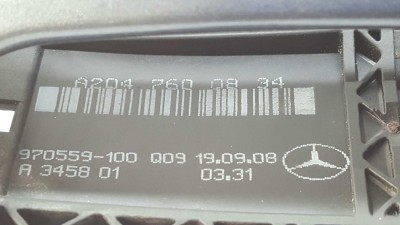 A204 760 08 34
970559-100 Q09 19.09.08
A 3458 01 03.31